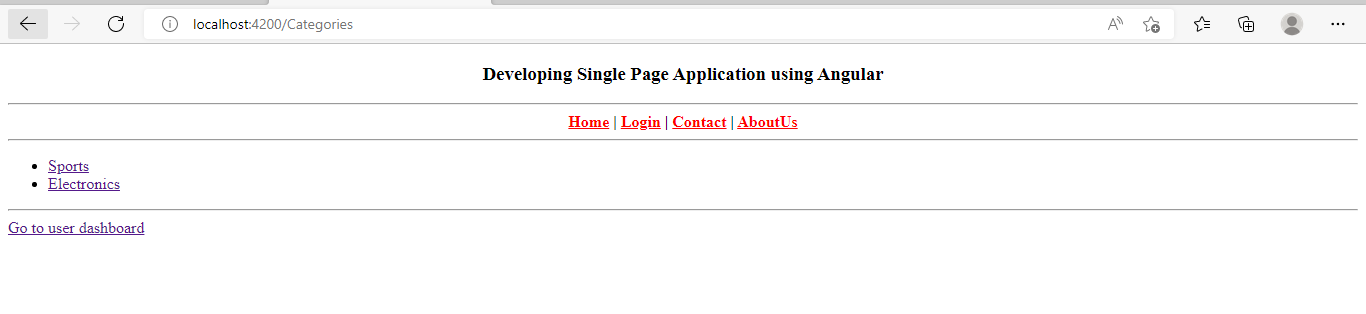 localhost:4200/Categories
Developing Single Page Application using Angular
Home | Login | Contact | AboutUs
Sports
Electronics
Go to user dashboard